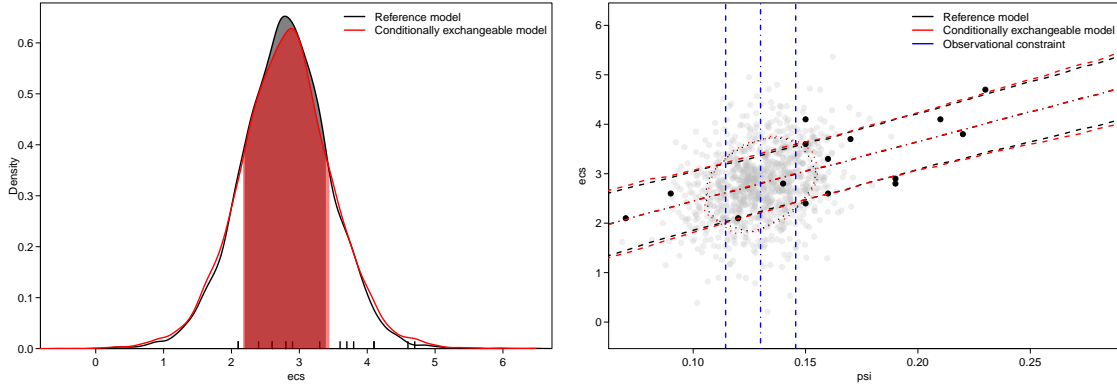 Reference model
Conditionally exchangeable model
Density
0.0
0.1
0.2
0.3
0.4
0.5
0.6
0 1 2 3 4 5 6
ecs
Reference model
Conditionally exchangeable model
Observational constraint
ecs
6
5
4
3
2
1
0
0.10 0.15 0.20 0.25
psi